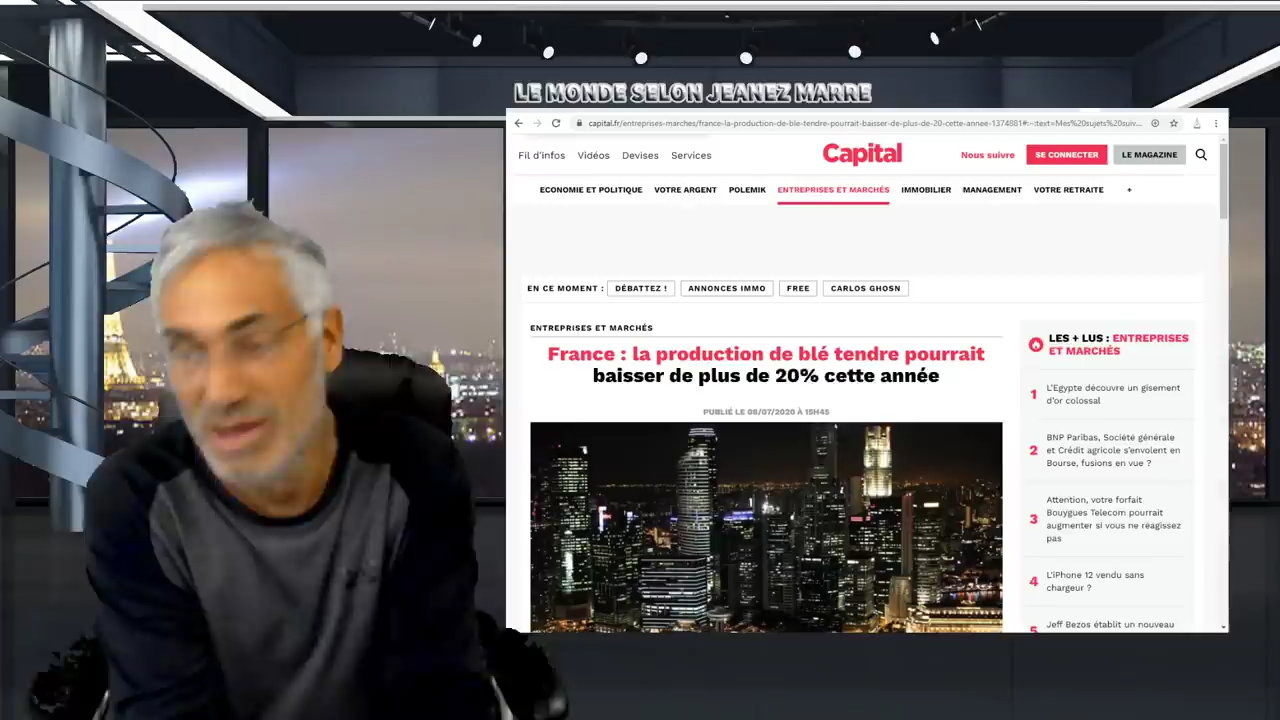 LE MONDE SELON JEANEZ MARRE
capital.fr/entreprises-marches/france-la-production-de-ble-tendre-pourrait-baisser-de-plus-de-20-cette-annee-1374881#:~:text=Mes%20sujets%20suiv...
Fil d'infos Vidéos Devises Services
Capital
Nous suivre SE CONNECTER LE MAGAZINE
ECONOMIE ET POLITIQUE VOTRE ARGENT POLEMIK ENTREPRISES ET MARCHÉS IMMOBILIER MANAGEMENT VOTRE RETRAITE +
EN CE MOMENT : DÉBATTEZ ! ANNONCES IMMO FREE CARLOS GHOSN
ENTREPRISES ET MARCHÉS
France : la production de blé tendre pourrait
baisser de plus de 20% cette année
PUBLIÉ LE 08/07/2020 À 15H45
LES + LUS : ENTREPRISES
ET MARCHÉS
1 L'Egypte découvre un gisement
d'or colossal
2 BNP Paribas, Société générale
et Crédit agricole s'envolent en
Bourse, fusions en vue ?
3 Attention, votre forfait
Bouygues Telecom pourrait
augmenter si vous ne réagissez
pas
4 L'iPhone 12 vendu sans
chargeur ?
5 Jeff Bezos établit un nouveau